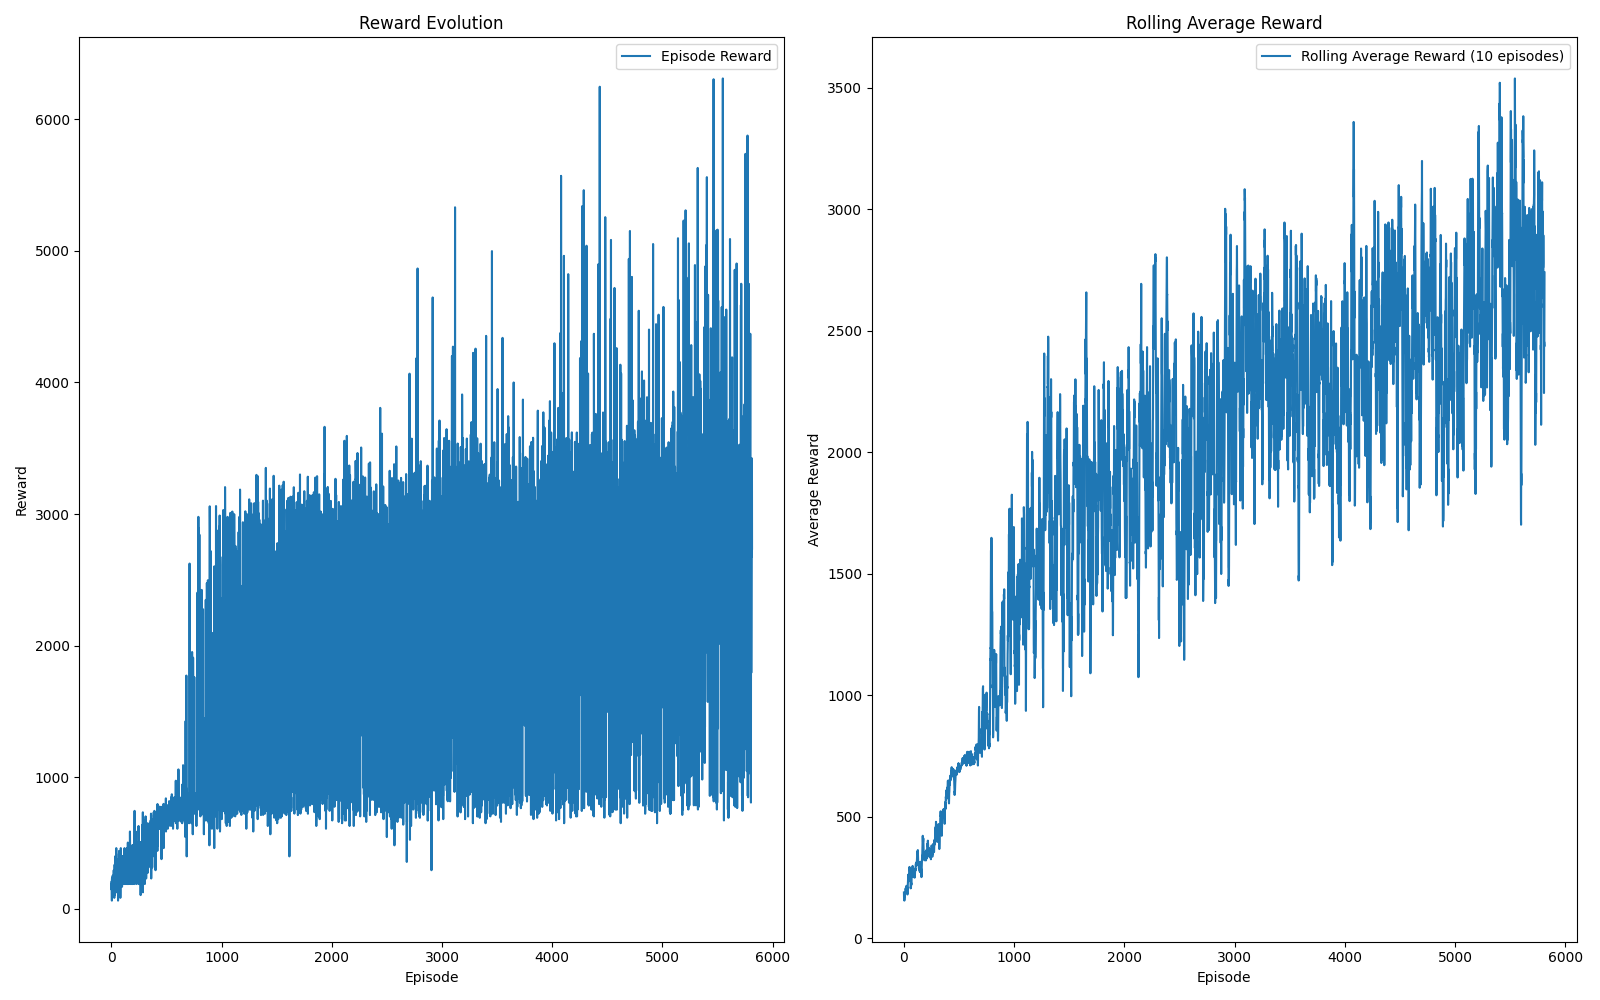 Reward Evolution
Episode Reward
Reward
6000
5000
4000
3000
2000
1000
0
0 1000 2000 3000 4000 5000 6000
Episode
Rolling Average Reward
Rolling Average Reward (10 episodes)
Average Reward
3500
3000
2500
2000
1500
1000
500
0
0 1000 2000 3000 4000 5000 6000
Episode